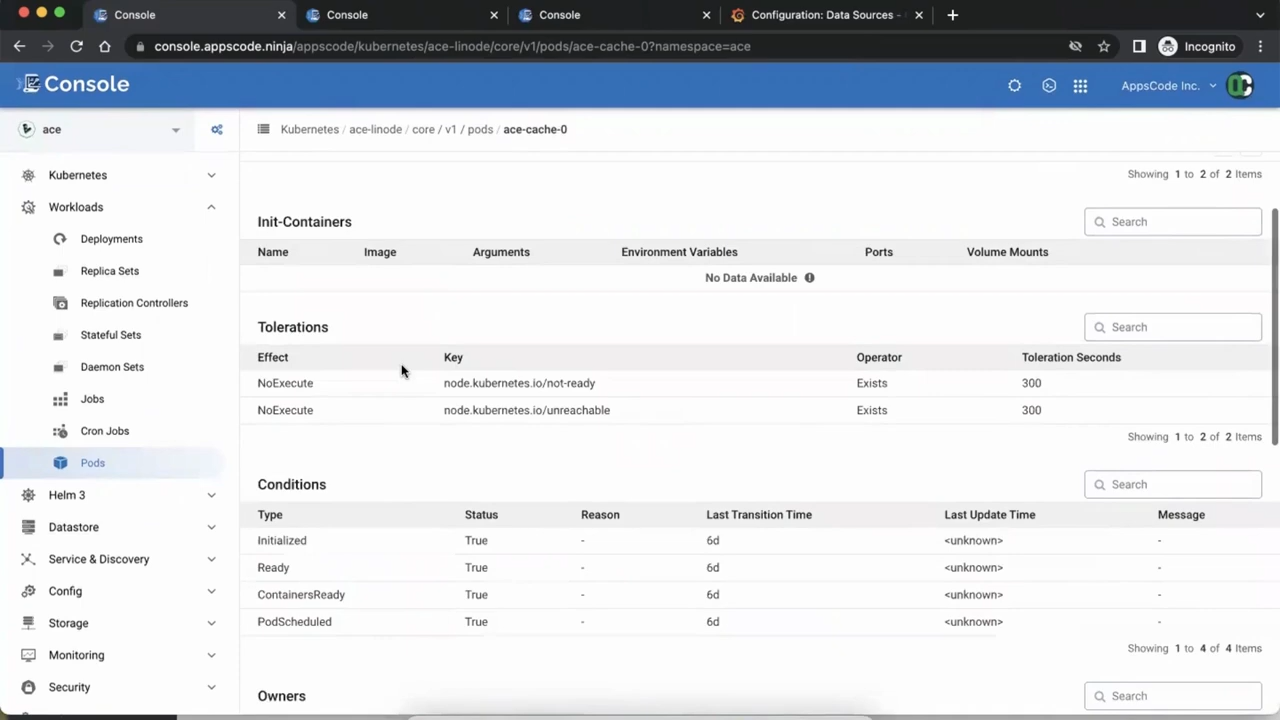 Console
Console
Console
Configuration: Data Sources -
console.appscode.ninja/appscode/kubernetes/ace-linode/core/v1/pods/ace-cache-0?namespace=ace
Incognito
Console
AppsCode Inc.
ace
Kubernetes / ace-linode / core / v1 / pods / ace-cache-0
Kubernetes
Workloads
Deployments
Replica Sets
Replication Controllers
Stateful Sets
Daemon Sets
Jobs
Cron Jobs
Pods
Helm 3
Datastore
Service & Discovery
Config
Storage
Monitoring
Security
Showing 1 to 2 of 2 Items
Init-Containers
Search
Name Image Arguments Environment Variables Ports Volume Mounts
No Data Available
Tolerations
Search
Effect Key Operator Toleration Seconds
NoExecute node.kubernetes.io/not-ready Exists 300
NoExecute node.kubernetes.io/unreachable Exists 300
Showing 1 to 2 of 2 Items
Conditions
Search
Type Status Reason Last Transition Time Last Update Time Message
Initialized True - 6d <unknown> -
Ready True - 6d <unknown> -
ContainersReady True - 6d <unknown> -
PodScheduled True - 6d <unknown> -
Showing 1 to 4 of 4 Items
Owners
Search